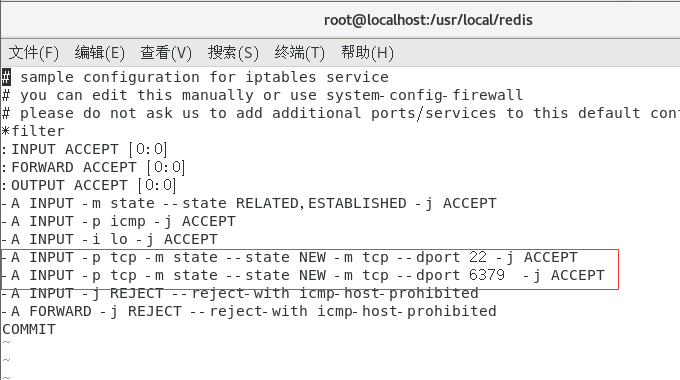 root@localhost:/usr/local/redis
文件(F) 编辑(E) 查看(V) 搜索(S) 终端(T) 帮助(H)
# sample configuration for iptables service
# you can edit this manually or use system-config-firewall
# please do not ask us to add additional ports/services to this default con
*filter
:INPUT ACCEPT [0:0]
:FORWARD ACCEPT [0:0]
:OUTPUT ACCEPT [0:0]
-A INPUT -m state --state RELATED,ESTABLISHED -j ACCEPT
-A INPUT -p icmp -j ACCEPT
-A INPUT -i lo -j ACCEPT
-A INPUT -p tcp -m state --state NEW -m tcp --dport 22 -j ACCEPT
-A INPUT -p tcp -m state --state NEW -m tcp --dport 6379  -j ACCEPT
-A INPUT -j REJECT --reject-with icmp-host-prohibited
-A FORWARD -j REJECT --reject-with icmp-host-prohibited
COMMIT
~
~
~